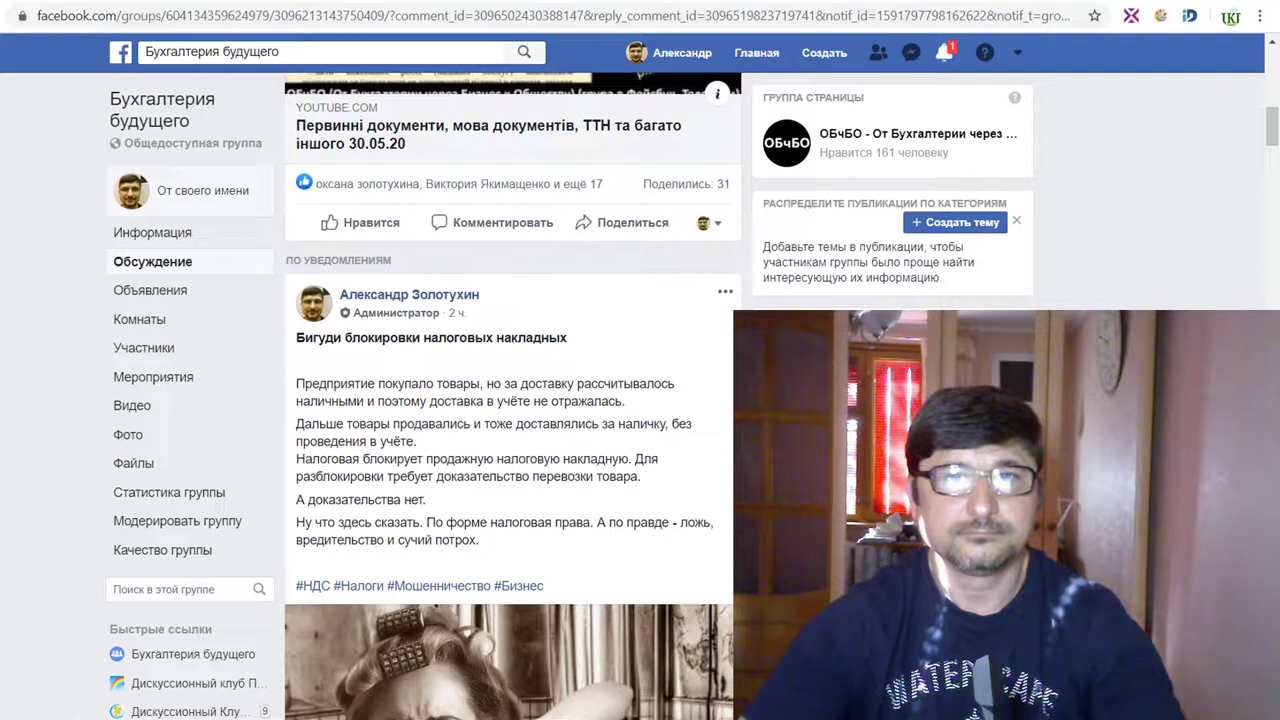 facebook.com/groups/604134359624979/3096213143750409/?comment_id=3096502430388147&reply_comment_id=3096519823719741&notif_id=1591797798162622&notif_t=gro...
Бухгалтерия будущего
Александр
Главная
Создать
1
Бухгалтерия
будущего
Общедоступная группа
От своего имени
Информация
Обсуждение
Объявления
Комнаты
Участники
Мероприятия
Видео
Фото
Файлы
Статистика группы
Модерировать группу
Качество группы
Поиск в этой группе
Быстрые ссылки
Бухгалтерия будущего
Дискуссионный клуб П...
Дискуссионный Клу...
9
YOUTUBE.COM
Первинні документи, мова документів, ТТН та багато
іншого 30.05.20
оксана золотухина, Виктория Якимащенко и ещё 17
Поделились: 31
Нравится
Комментировать
Поделиться
ПО УВЕДОМЛЕНИЯМ
Александр Золотухин
Администратор · 2 ч.
Бигуди блокировки налоговых накладных
Предприятие покупало товары, но за доставку рассчитывалось
наличными и поэтому доставка в учёте не отражалась.
Дальше товары продавались и тоже доставлялись за наличку, без
проведения в учёте.
Налоговая блокирует продажную налоговую накладную. Для
разблокировки требует доказательство перевозки товара.
А доказательства нет.
Ну что здесь сказать. По форме налоговая права. А по правде - ложь,
вредительство и сучий потрох.
#НДС #Налоги #Мошенничество #Бизнес
ГРУППА СТРАНИЦЫ
ОБчБО
ОБчБО - От Бухгалтерии через ...
Нравится 161 человеку
РАСПРЕДЕЛИТЕ ПУБЛИКАЦИИ ПО КАТЕГОРИЯМ
+ Создать тему
Добавьте темы в публикации, чтобы
участникам группы было проще найти
интересующую их информацию.